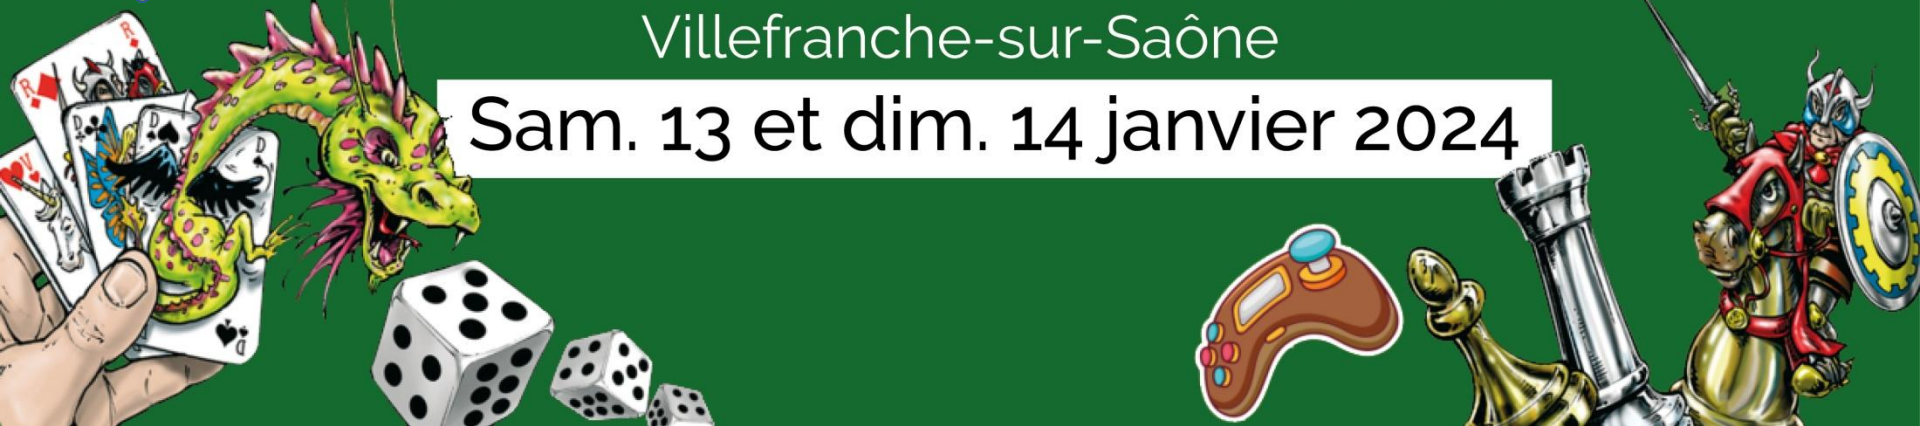 Villefranche-sur-Saône
Sam. 13 et dim. 14 janvier 2024
R
R
D
D
V
D
D